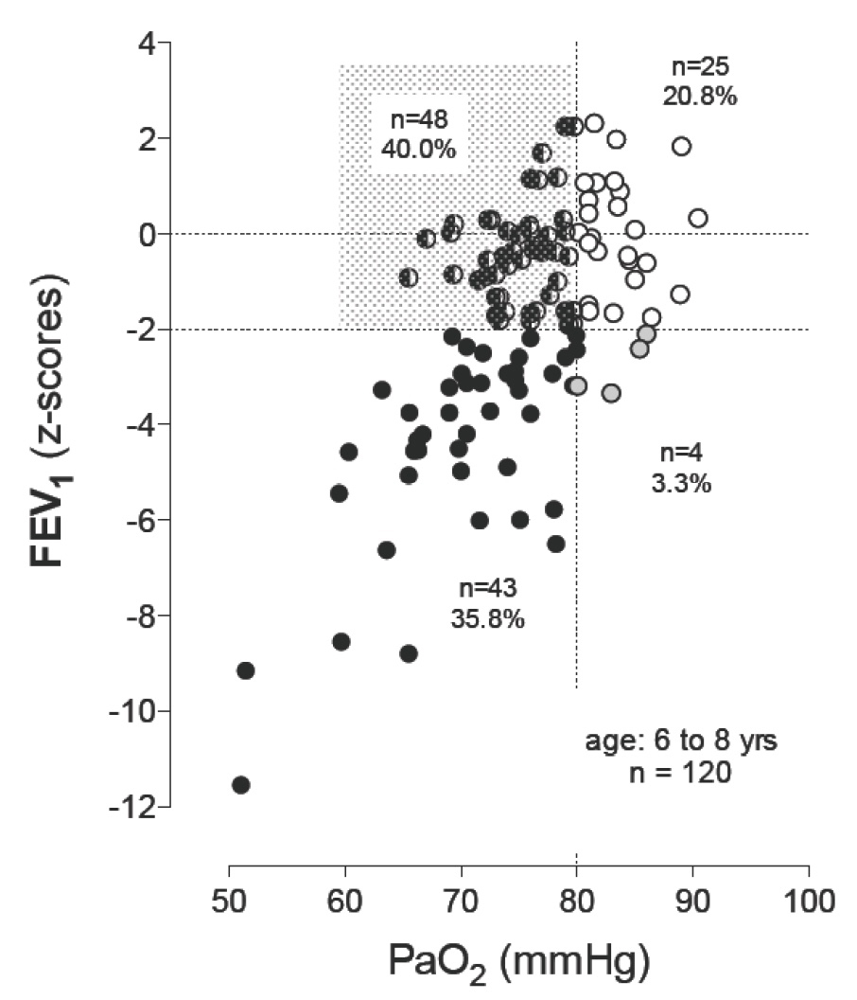 4
2
0
-2
-4
-6
-8
-10
-12
FEV1 (z-scores)
n=48
40.0%
n=25
20.8%
n=4
3.3%
n=43
35.8%
age: 6 to 8 yrs
n = 120
50 60 70 80 90 100
PaO2 (mmHg)